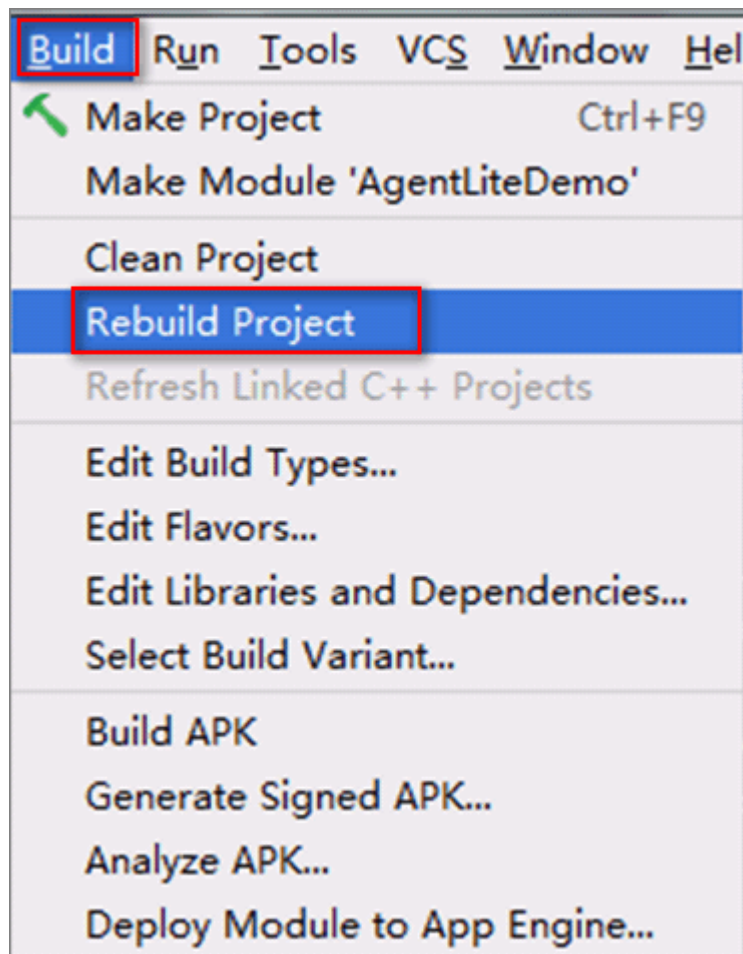 Build Run Tools VCS Window Hel
Make Project Ctrl+F9
Make Module 'AgentLiteDemo'
Clean Project
Rebuild Project
Refresh Linked C++ Projects
Edit Build Types...
Edit Flavors...
Edit Libraries and Dependencies...
Select Build Variant...
Build APK
Generate Signed APK...
Analyze APK...
Deploy Module to App Engine...